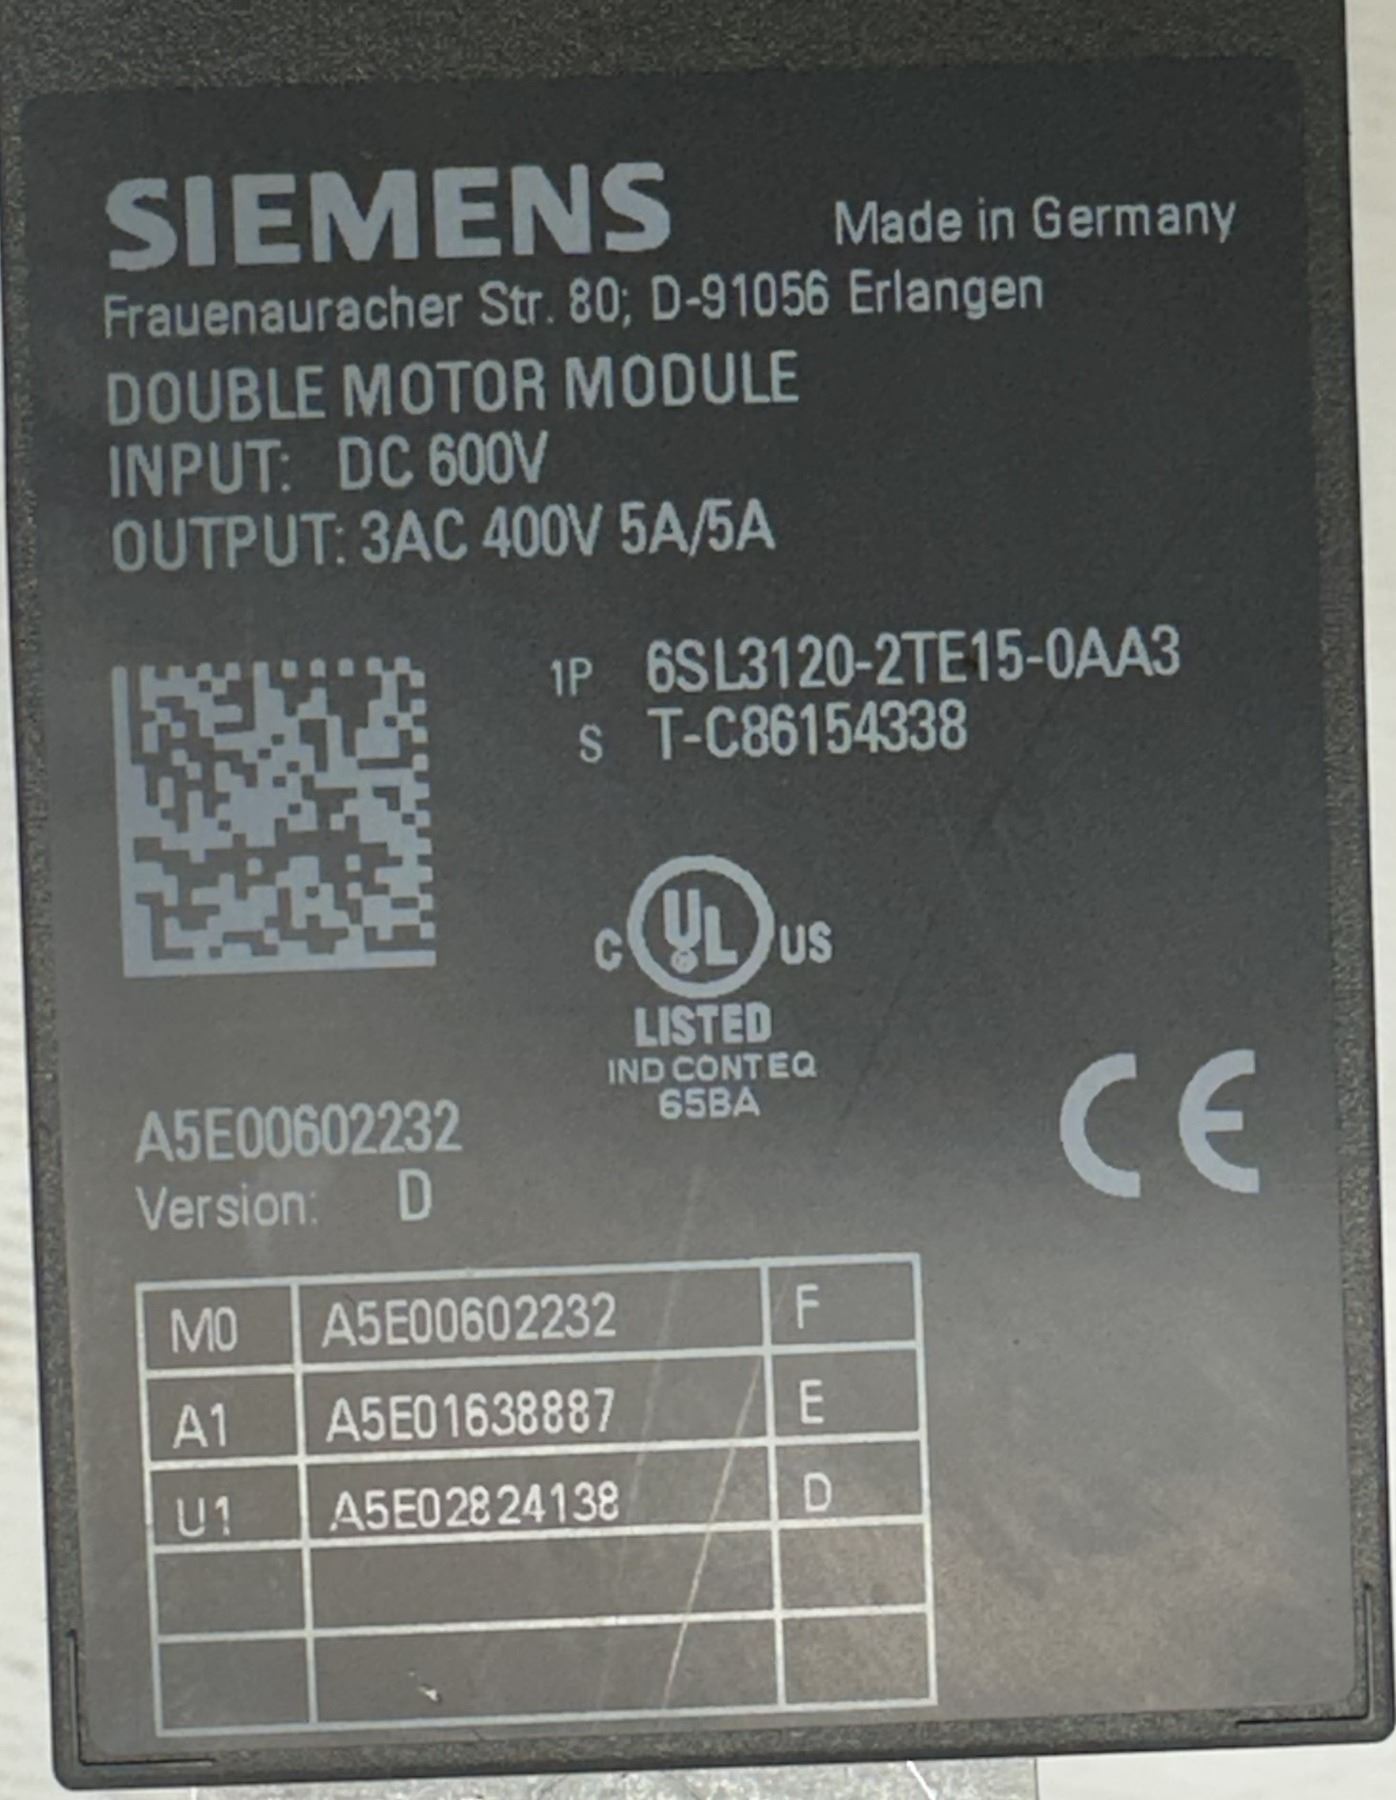 SIEMENS
Made in Germany
Frauenauracher Str. 80; D-91056 Erlangen
DOUBLE MOTOR MODULE
INPUT: DC 600V
OUTPUT: 3AC 400V 5A/5A
1P 6SL3120-2TE15-0AA3
S T-C86154338
C UL US
LISTED
IND CONT EQ
65BA
CE
A5E00602232
Version: D
M0 A5E00602232 F
A1 A5E01638887 E
U1 A5E02824138 D